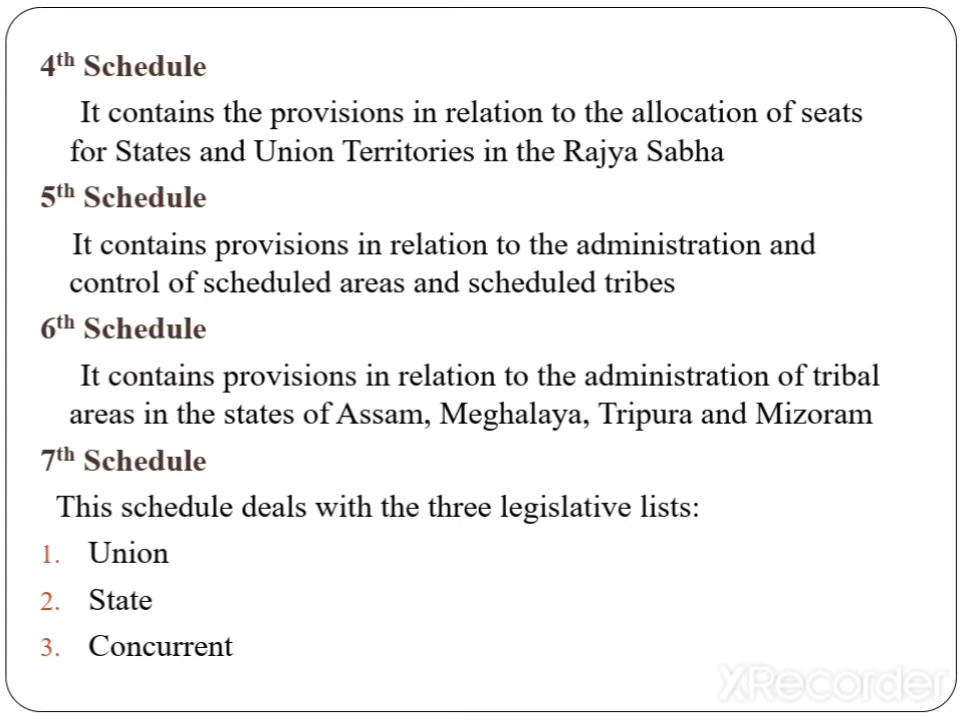 4th Schedule
It contains the provisions in relation to the allocation of seats
for States and Union Territories in the Rajya Sabha
5th Schedule
It contains provisions in relation to the administration and
control of scheduled areas and scheduled tribes
6th Schedule
It contains provisions in relation to the administration of tribal
areas in the states of Assam, Meghalaya, Tripura and Mizoram
7th Schedule
This schedule deals with the three legislative lists:
1. Union
2. State
3. Concurrent
XRecorder